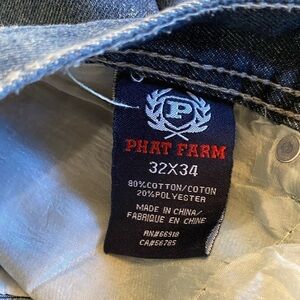 P
PHAT FARM
32X34
80%COTTON/COTON
20%POLYESTER
MADE IN CHINA/
FABRIQUE EN CHINE
RN#66918
CA#56785